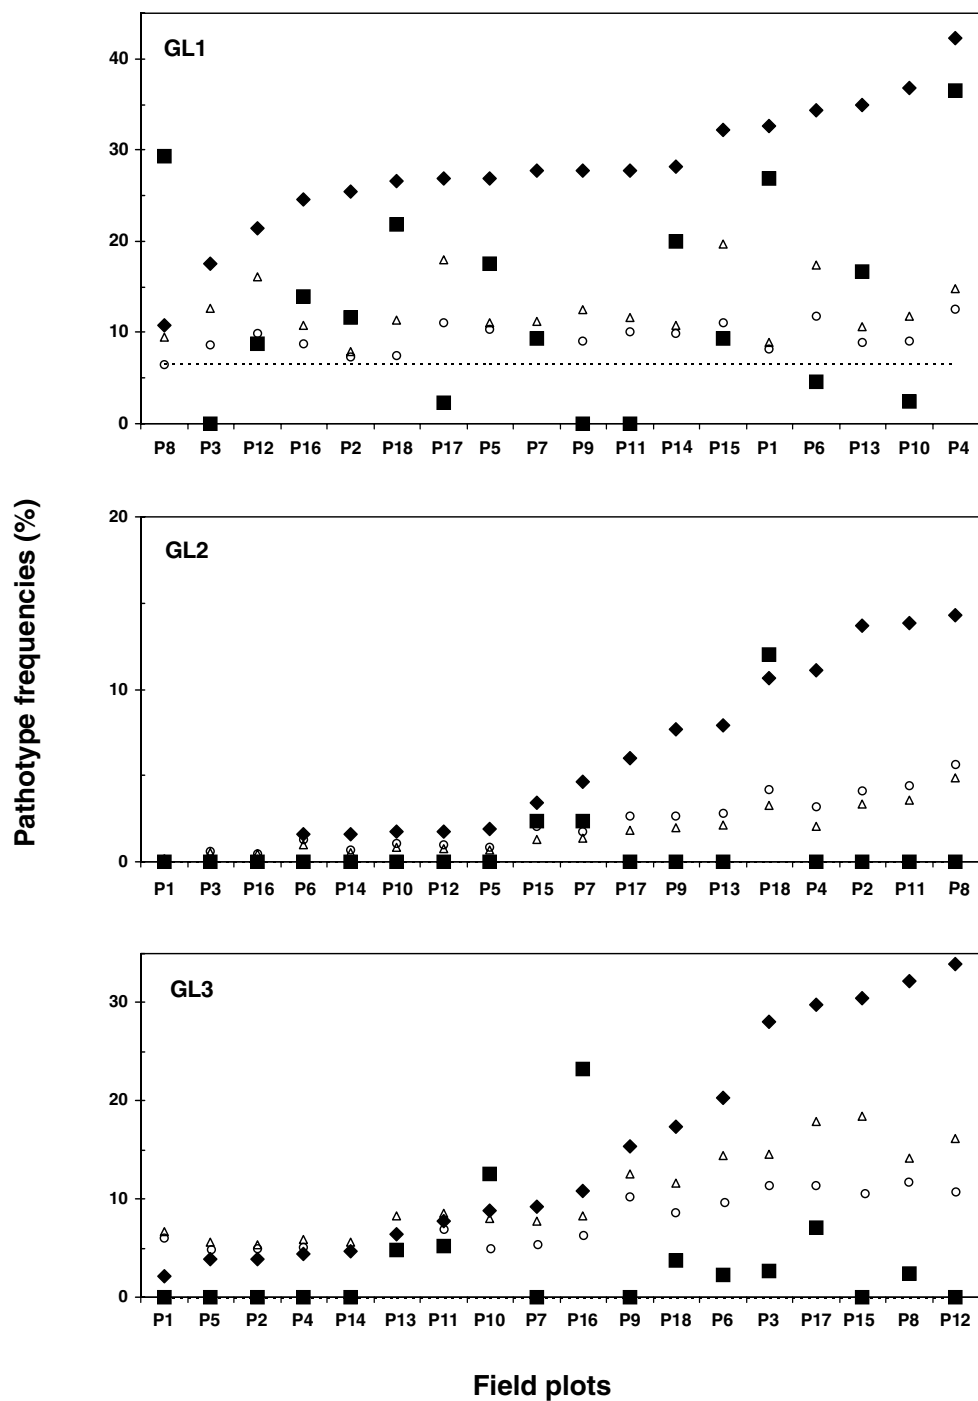 Pathotype frequencies (%)
GL1
40
30
20
10
0
P8 P3 P12 P16 P2 P18 P17 P5 P7 P9 P11 P14 P15 P1 P6 P13 P10 P4
GL2
20
10
0
P1 P3 P16 P6 P14 P10 P12 P5 P15 P7 P17 P9 P13 P18 P4 P2 P11 P8
GL3
30
20
10
0
P1 P5 P2 P4 P14 P13 P11 P10 P7 P16 P9 P18 P6 P3 P17 P15 P8 P12
Field plots